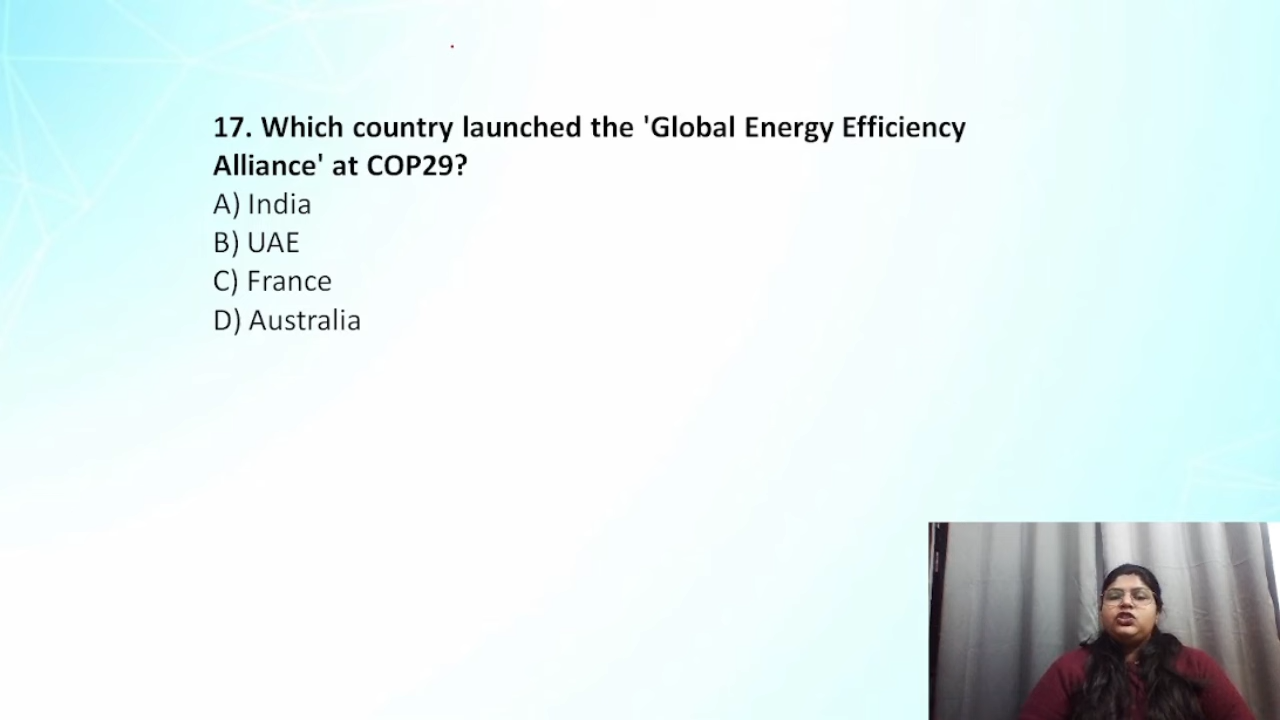 17. Which country launched the 'Global Energy Efficiency
Alliance' at COP29?
A) India
B) UAE
C) France
D) Australia